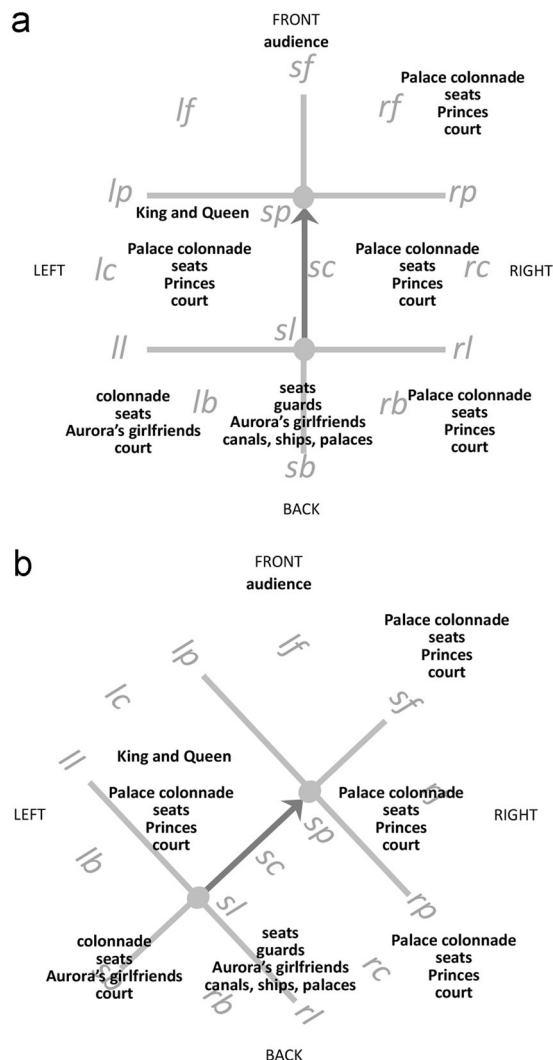 a
FRONT
audience
sf
lf
rf
Palace colonnade
seats
Princes
court
lp
rp
King and Queen
sp
LEFT
lc
Palace colonnade
seats
Princes
court
sc
Palace colonnade
seats
Princes
court
rc
RIGHT
sl
ll
rl
colonnade
seats
Aurora's girlfriends
court
lb
seats
guards
Aurora's girlfriends
canals, ships, palaces
rb
Palace colonnade
seats
Princes
court
sb
BACK
b
FRONT
audience
lp
lf
Palace colonnade
seats
Princes
court
sf
lc
ll
King and Queen
LEFT
Palace colonnade
seats
Princes
court
sp
Palace colonnade
seats
Princes
court
RIGHT
lb
sc
sl
rp
colonnade
seats
Aurora's girlfriends
court
seats
guards
Aurora's girlfriends
canals, ships, palaces
rc
Palace colonnade
seats
Princes
court
rb
rl
BACK